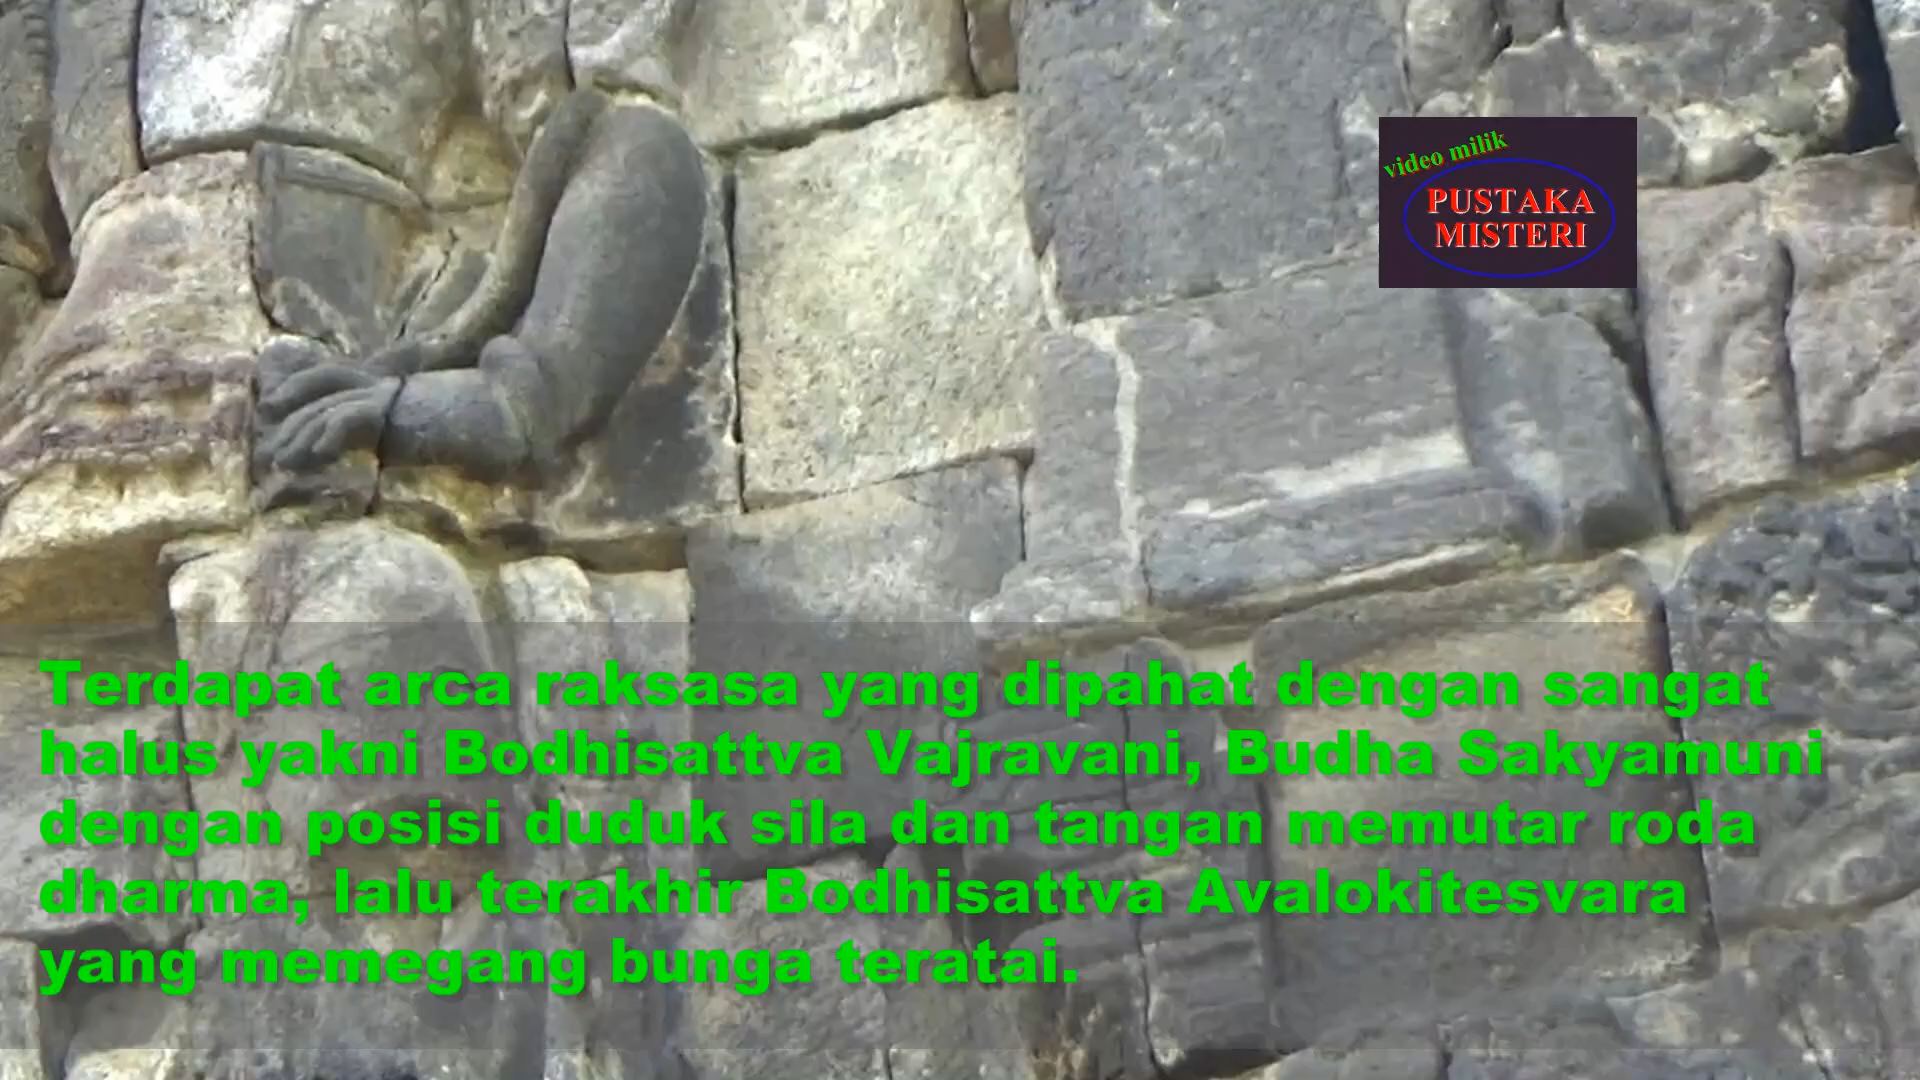 video milik
PUSTAKA
MISTERI
Terdapat arca raksasa yang dipahat dengan sangat
halus yakni Bodhisattva Vajravani, Budha Sakyamuni
dengan posisi duduk sila dan tangan memutar roda
dharma, lalu terakhir Bodhisattva Avalokitesvara
yang memegang bunga teratai.